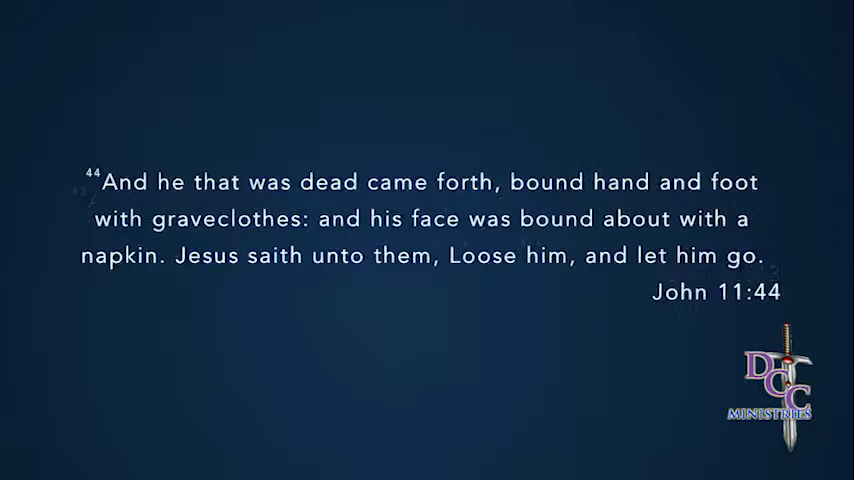 44And he that was dead came forth, bound hand and foot
with graveclothes: and his face was bound about with a
napkin. Jesus saith unto them, Loose him, and let him go.
John 11:44
DCC
MINISTRIES